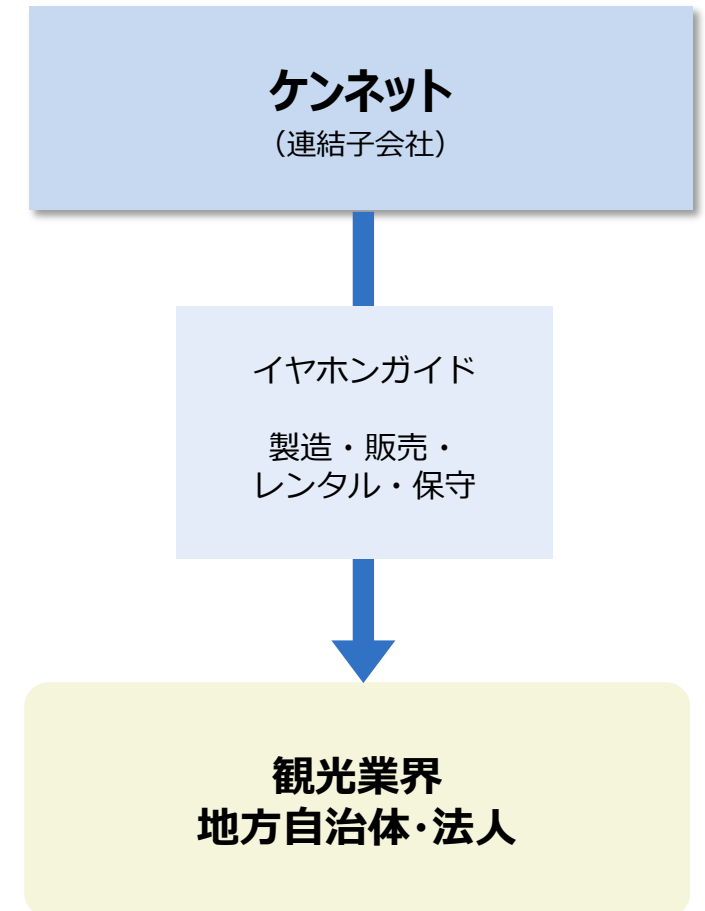 ケンネット
（連結子会社）
イヤホンガイド
製造・販売・
レンタル・保守
観光業界
地方自治体･法人